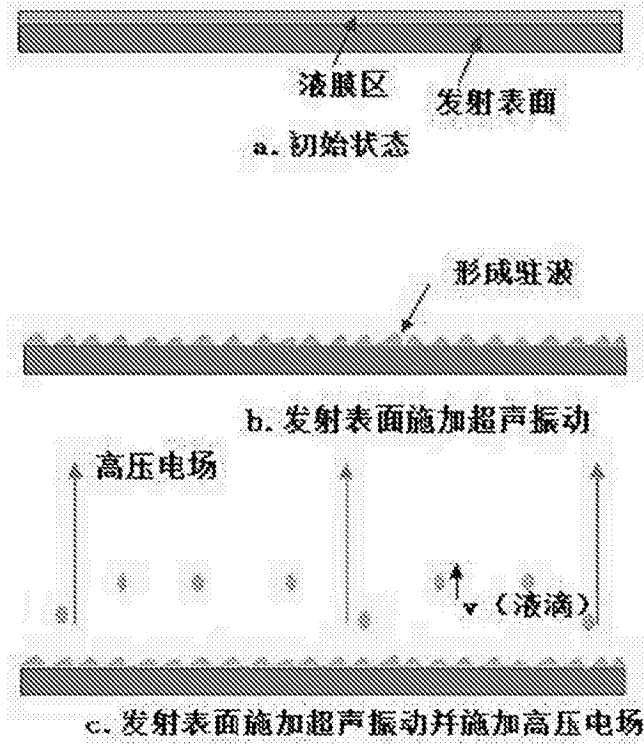 液膜区
发射表面
a. 初始状态
形成驻波
b. 发射表面施加超声振动
高压电场
v（液滴）
c. 发射表面施加超声振动并施加高压电场